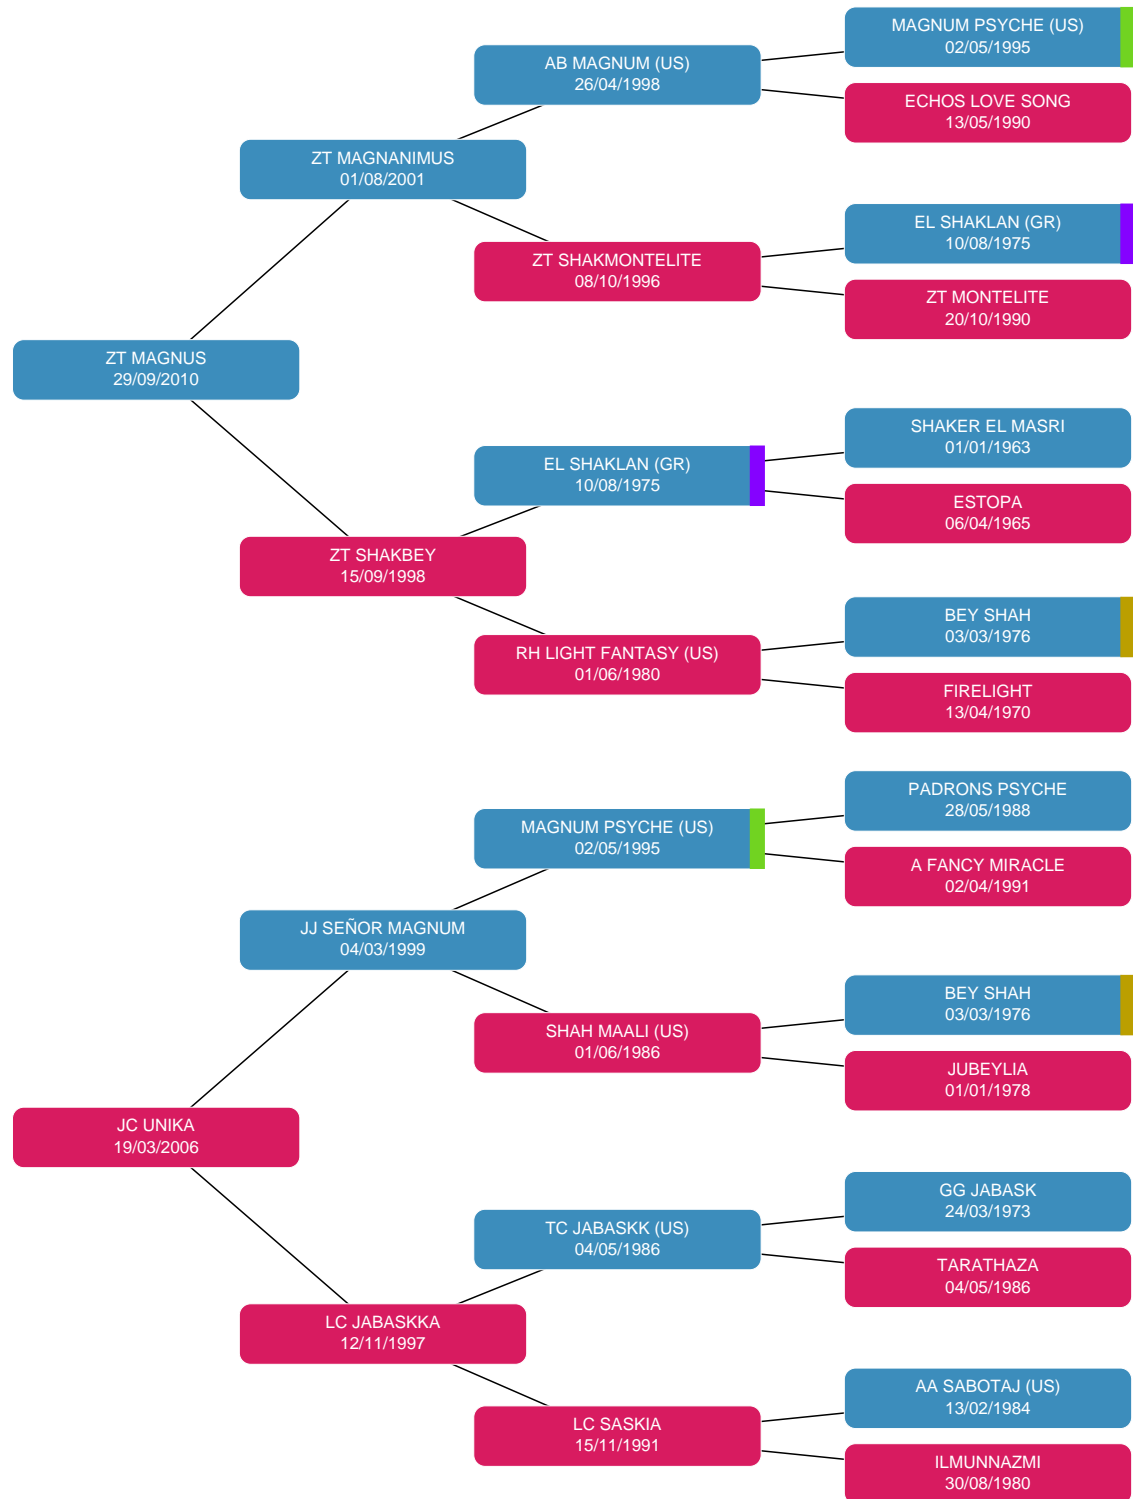 MAGNUM PSYCHE (US)
02/05/1995
AB MAGNUM (US)
26/04/1998
ECHOS LOVE SONG
13/05/1990
ZT MAGNANIMUS
01/08/2001
EL SHAKLAN (GR)
10/08/1975
ZT SHAKMONTELITE
08/10/1996
ZT MONTELITE
20/10/1990
ZT MAGNUS
29/09/2010
SHAKER EL MASRI
01/01/1963
EL SHAKLAN (GR)
10/08/1975
ESTOPA
06/04/1965
ZT SHAKBEY
15/09/1998
BEY SHAH
03/03/1976
RH LIGHT FANTASY (US)
01/06/1980
FIRELIGHT
13/04/1970
PADRONS PSYCHE
28/05/1988
MAGNUM PSYCHE (US)
02/05/1995
A FANCY MIRACLE
02/04/1991
JJ SEÑOR MAGNUM
04/03/1999
BEY SHAH
03/03/1976
SHAH MAALI (US)
01/06/1986
JUBEYLIA
01/01/1978
JC UNIKA
19/03/2006
GG JABASK
24/03/1973
TC JABASKK (US)
04/05/1986
TARATHAZA
04/05/1986
LC JABASKKA
12/11/1997
AA SABOTAJ (US)
13/02/1984
LC SASKIA
15/11/1991
ILMUNNAZMI
30/08/1980